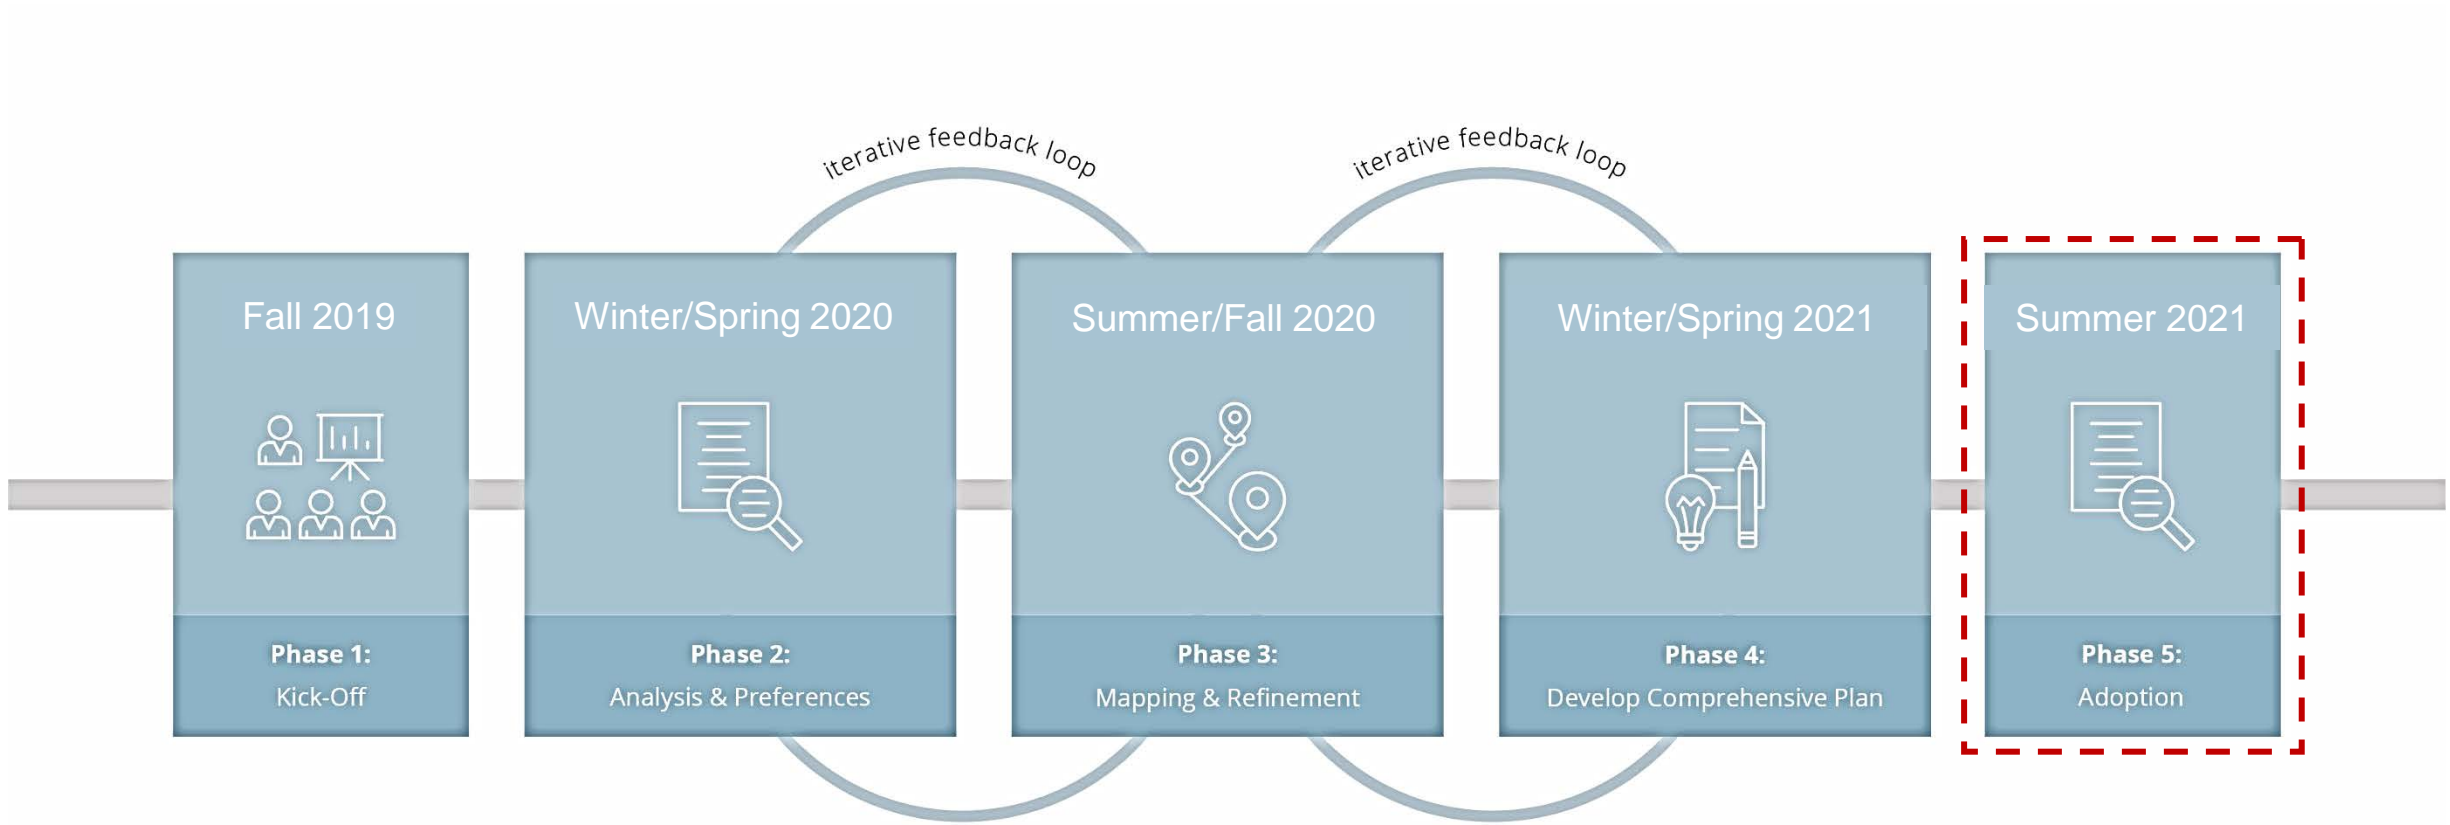 iterative feedback loop
iterative feedback loop
Fall 2019
Winter/Spring 2020
Summer/Fall 2020
Winter/Spring 2021
Summer 2021
Phase 1:
Kick-Off
Phase 2:
Analysis & Preferences
Phase 3:
Mapping & Refinement
Phase 4:
Develop Comprehensive Plan
Phase 5:
Adoption